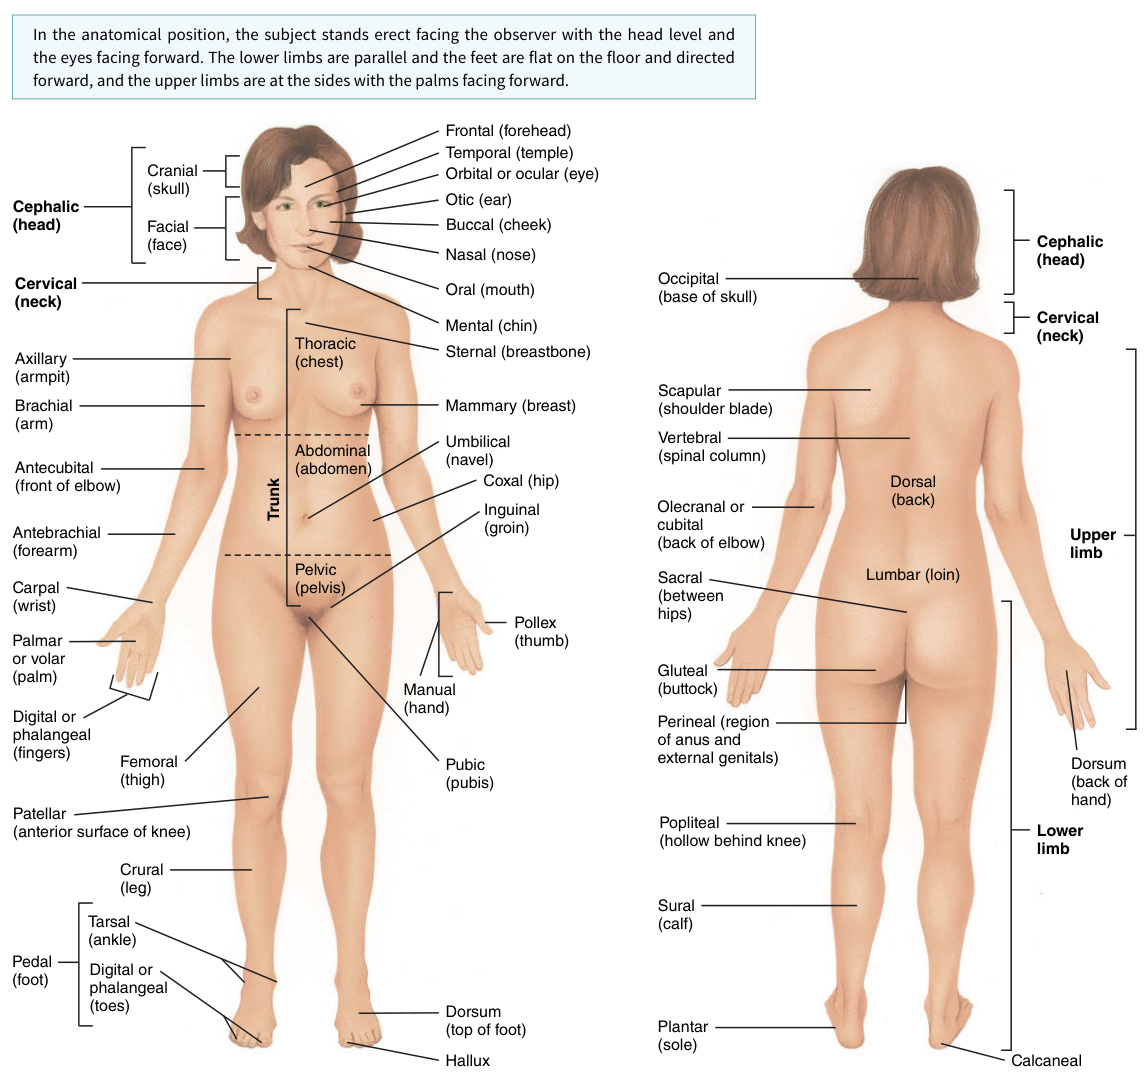 In the anatomical position, the subject stands erect facing the observer with the head level and
the eyes facing forward. The lower limbs are parallel and the feet are flat on the floor and directed
forward, and the upper limbs are at the sides with the palms facing forward.
Cephalic
(head)
Cranial
(skull)
Facial
(face)
Cervical
(neck)
Axillary
(armpit)
Brachial
(arm)
Antecubital
(front of elbow)
Antebrachial
(forearm)
Carpal
(wrist)
Palmar
or volar
(palm)
Digital or
phalangeal
(fingers)
Femoral
(thigh)
Patellar
(anterior surface of knee)
Crural
(leg)
Pedal
(foot)
Tarsal
(ankle)
Digital or
phalangeal
(toes)
Trunk
Thoracic
(chest)
Abdominal
(abdomen)
Pelvic
(pelvis)
Frontal (forehead)
Temporal (temple)
Orbital or ocular (eye)
Otic (ear)
Buccal (cheek)
Nasal (nose)
Oral (mouth)
Mental (chin)
Sternal (breastbone)
Mammary (breast)
Umbilical
(navel)
Coxal (hip)
Inguinal
(groin)
Pollex
(thumb)
Manual
(hand)
Pubic
(pubis)
Dorsum
(top of foot)
Hallux
Occipital
(base of skull)
Scapular
(shoulder blade)
Vertebral
(spinal column)
Olecranal or
cubital
(back of elbow)
Sacral
(between
hips)
Gluteal
(buttock)
Perineal (region
of anus and
external genitals)
Popliteal
(hollow behind knee)
Sural
(calf)
Plantar
(sole)
Dorsal
(back)
Lumbar (loin)
Cephalic
(head)
Cervical
(neck)
Upper
limb
Dorsum
(back of
hand)
Lower
limb
Calcaneal